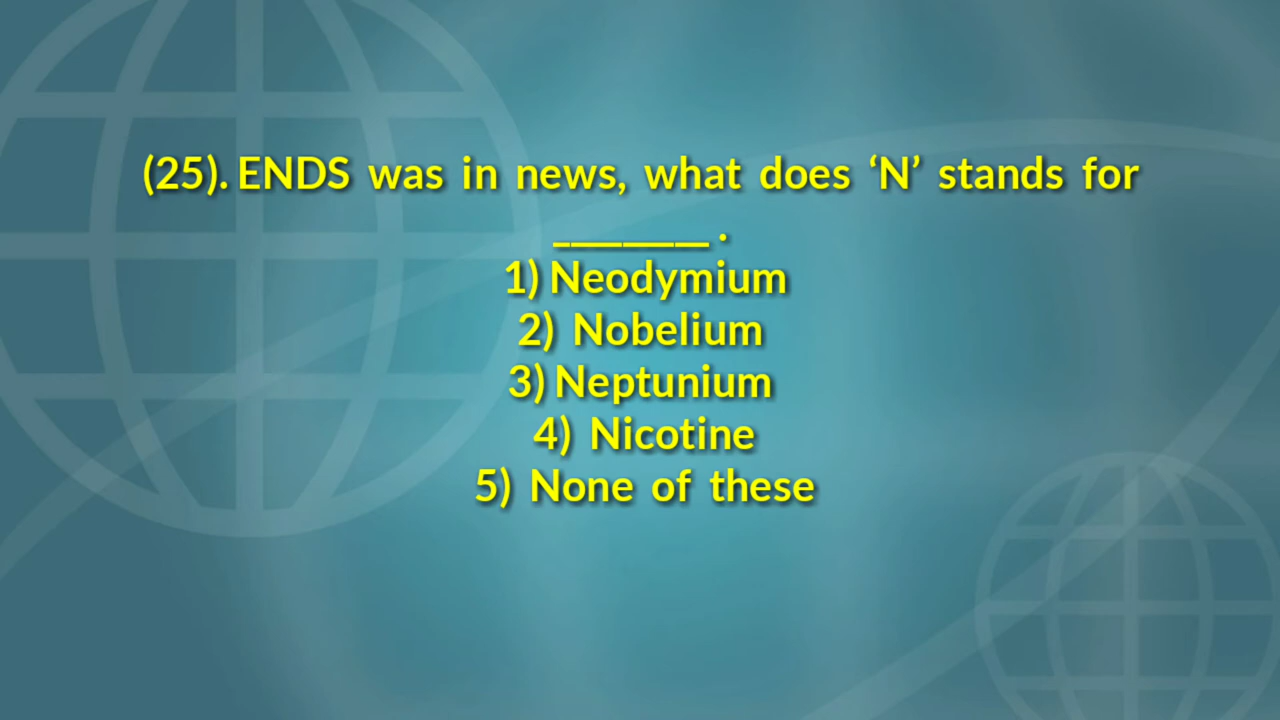 (25). ENDS was in news, what does ‘N’ stands for
_________ .
1) Neodymium
2) Nobelium
3) Neptunium
4) Nicotine
5) None of these